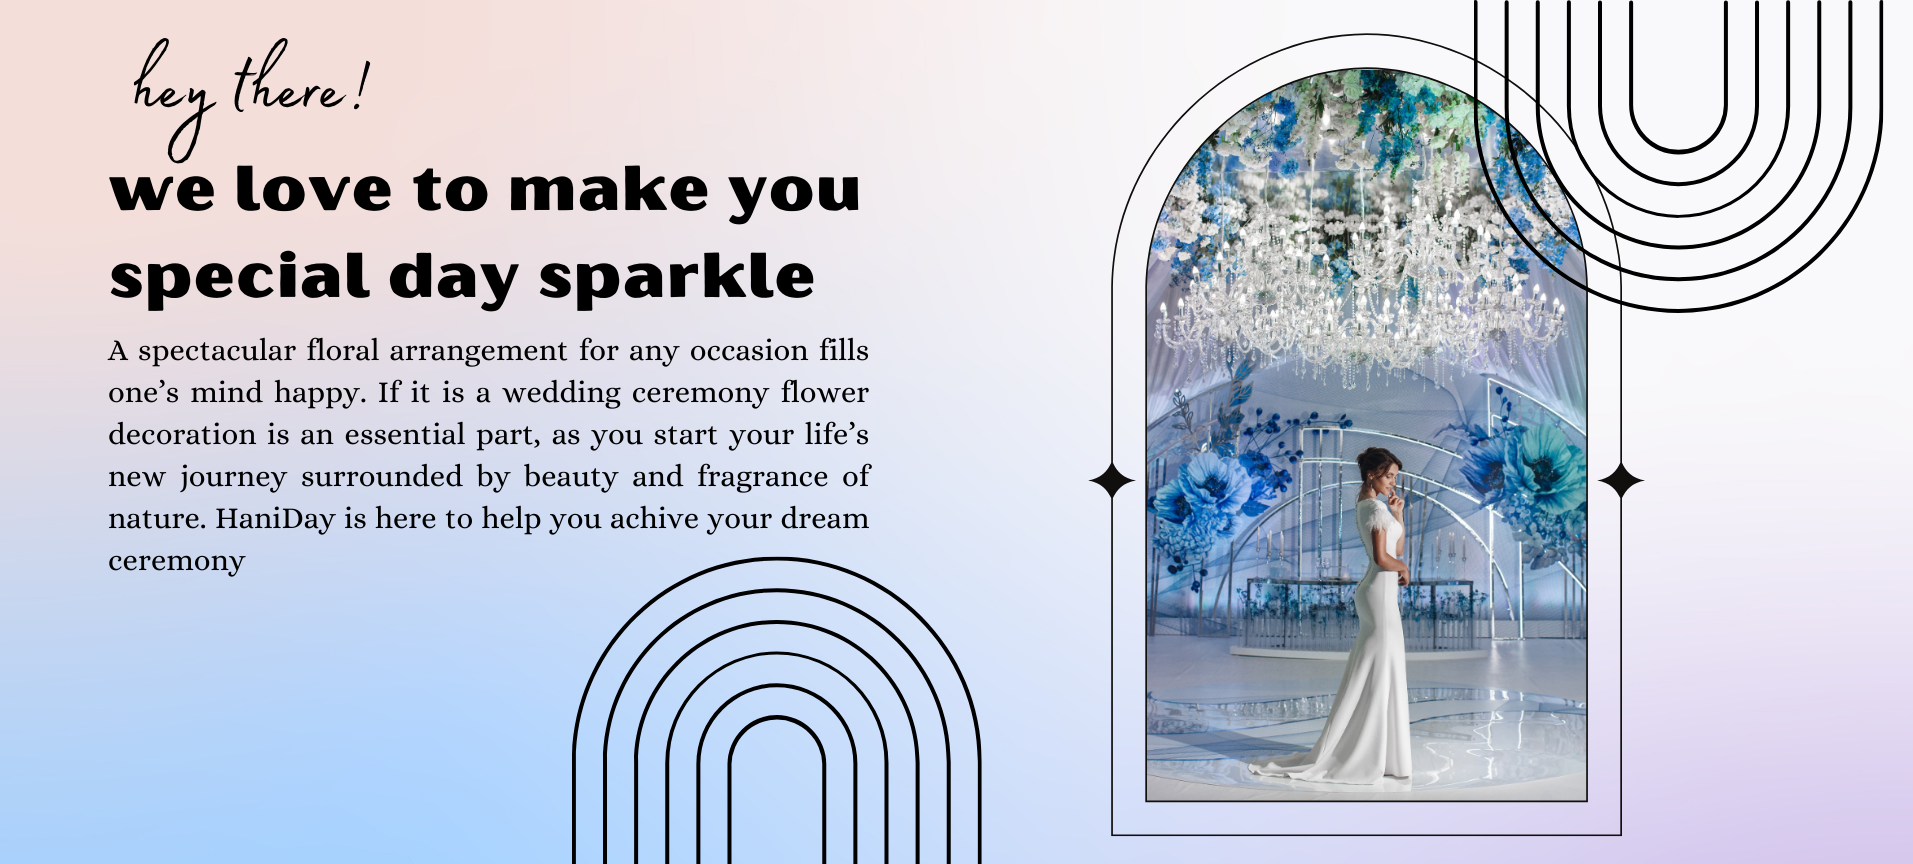 hey there!
we love to make you
special day sparkle
A spectacular floral arrangement for any occasion fills
one’s mind happy. If it is a wedding ceremony flower
decoration is an essential part, as you start your life’s
new journey surrounded by beauty and fragrance of
nature. HaniDay is here to help you achive your dream
ceremony